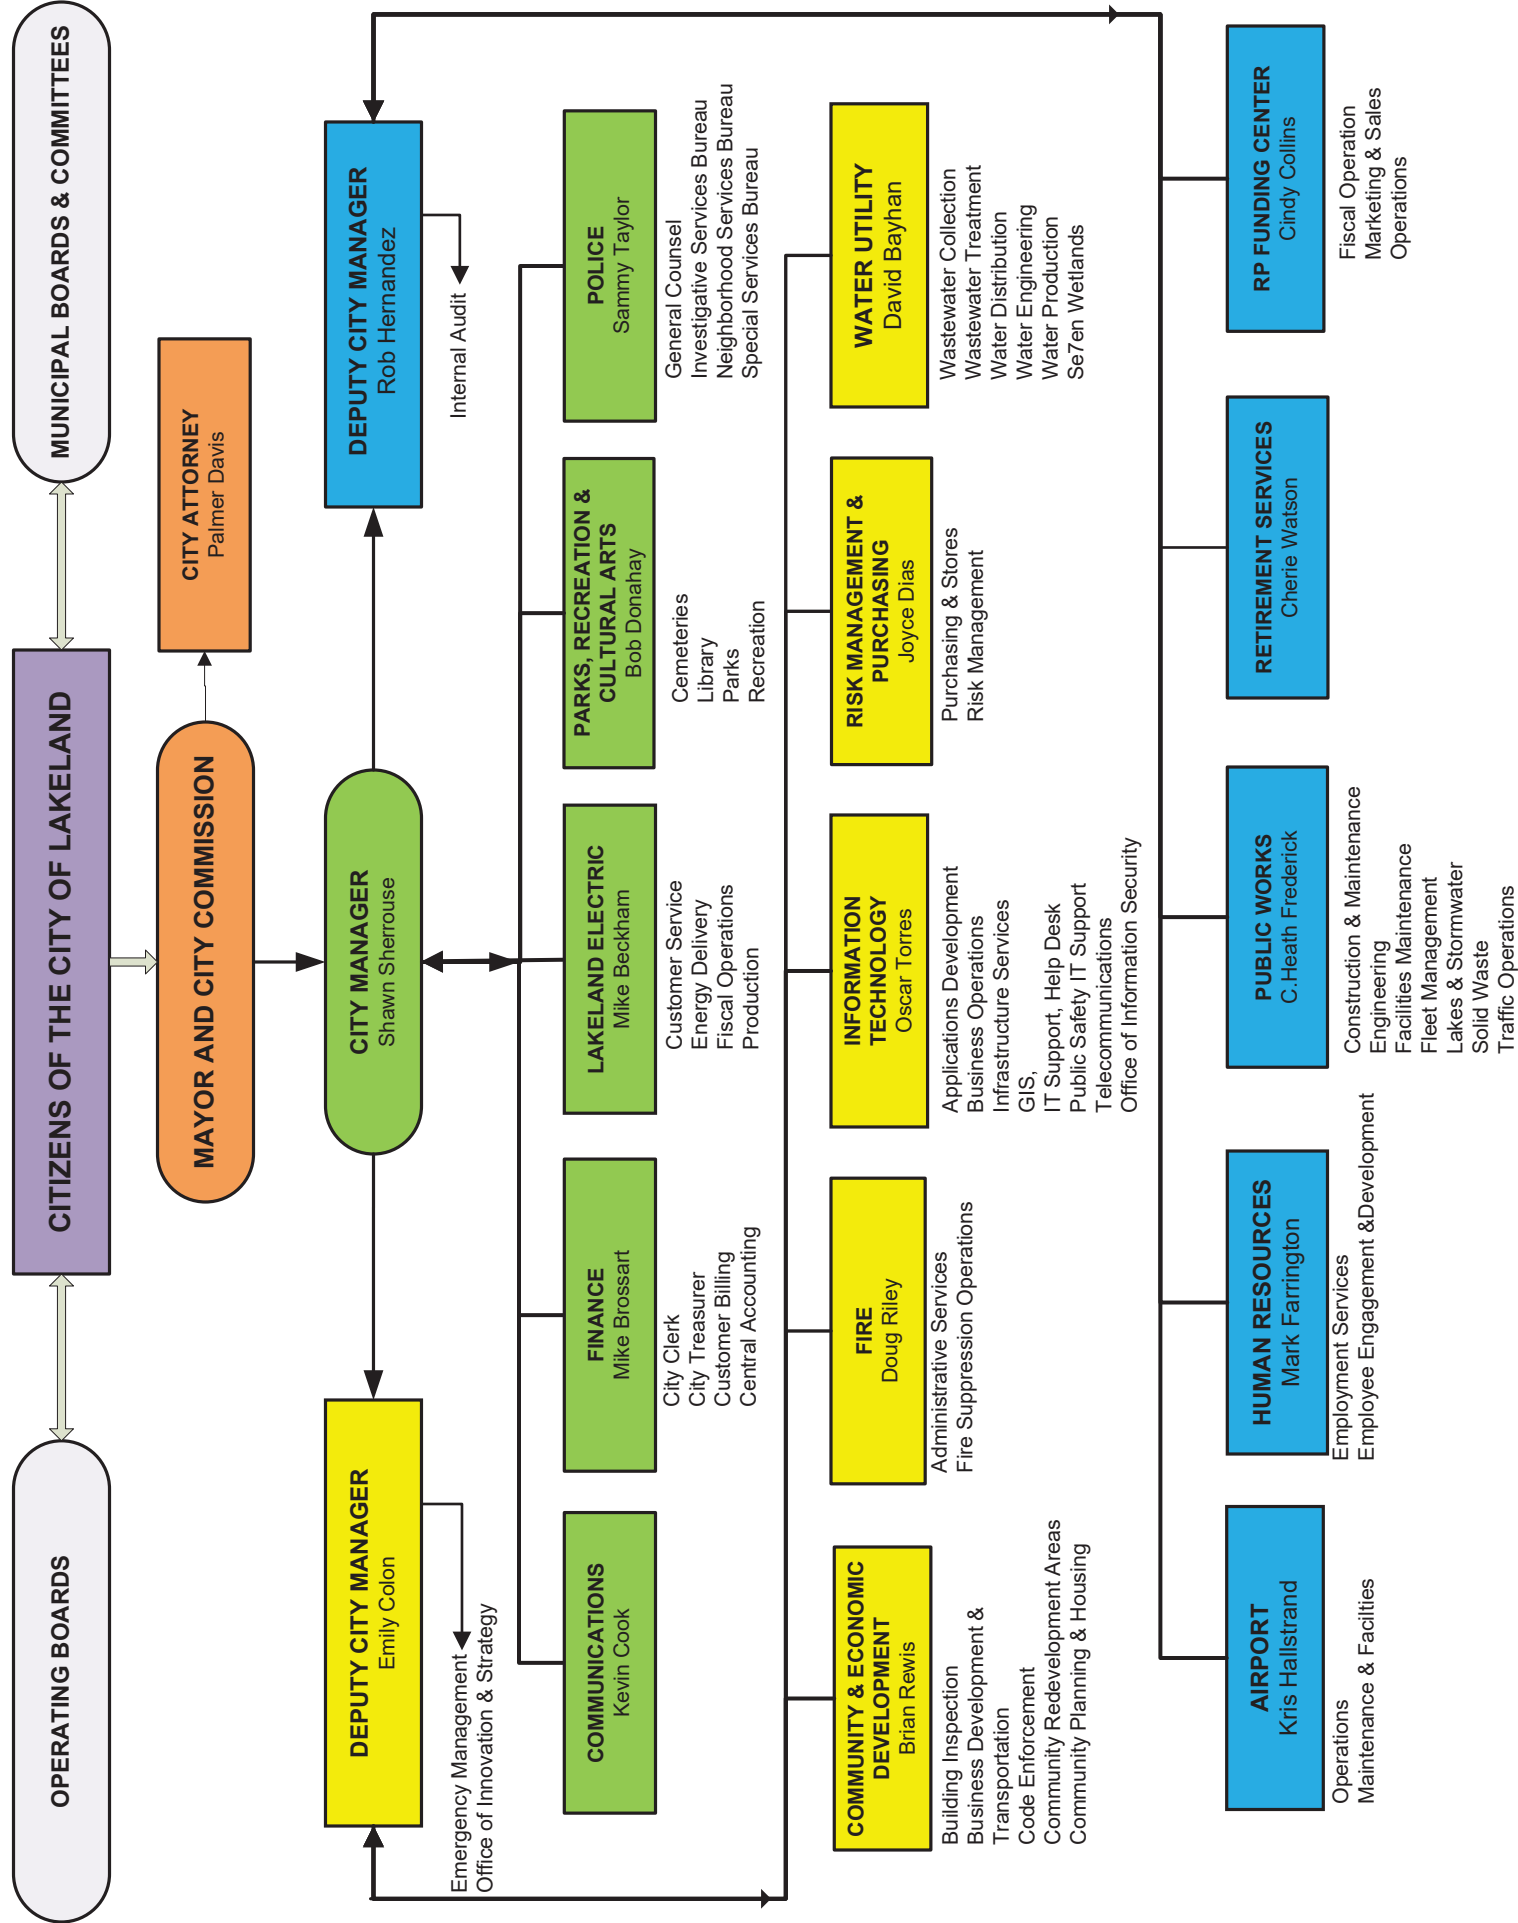 OPERATING BOARDS
CITIZENS OF THE CITY OF LAKELAND
MUNICIPAL BOARDS & COMMITTEES
MAYOR AND CITY COMMISSION
CITY ATTORNEY
Palmer Davis
DEPUTY CITY MANAGER
Emily Colon
Emergency Management
Office of Innovation & Strategy
CITY MANAGER
Shawn Sherrouse
DEPUTY CITY MANAGER
Rob Hernandez
Internal Audit
COMMUNICATIONS
Kevin Cook
FINANCE
Mike Brossart
City Clerk
City Treasurer
Customer Billing
Central Accounting
LAKELAND ELECTRIC
Mike Beckham
Customer Service
Energy Delivery
Fiscal Operations
Production
PARKS, RECREATION &
CULTURAL ARTS
Bob Donahay
Cemeteries
Library
Parks
Recreation
POLICE
Sammy Taylor
General Counsel
Investigative Services Bureau
Neighborhood Services Bureau
Special Services Bureau
COMMUNITY & ECONOMIC
DEVELOPMENT
Brian Rewis
Building Inspection
Business Development &
Transportation
Code Enforcement
Community Redevelopment Areas
Community Planning & Housing
FIRE
Doug Riley
Administrative Services
Fire Suppression Operations
INFORMATION
TECHNOLOGY
Oscar Torres
Applications Development
Business Operations
Infrastructure Services
GIS,
IT Support, Help Desk
Public Safety IT Support
Telecommunications
Office of Information Security
RISK MANAGEMENT &
PURCHASING
Joyce Dias
Purchasing & Stores
Risk Management
WATER UTILITY
David Bayhan
Wastewater Collection
Wastewater Treatment
Water Distribution
Water Engineering
Water Production
Se7en Wetlands
AIRPORT
Kris Hallstrand
Operations
Maintenance & Facilties
HUMAN RESOURCES
Mark Farrington
Employment Services
Employee Engagement &Development
PUBLIC WORKS
C.Heath Frederick
Construction & Maintenance
Engineering
Facilities Maintenance
Fleet Management
Lakes & Stormwater
Solid Waste
Traffic Operations
RETIREMENT SERVICES
Cherie Watson
RP FUNDING CENTER
Cindy Collins
Fiscal Operation
Marketing & Sales
Operations